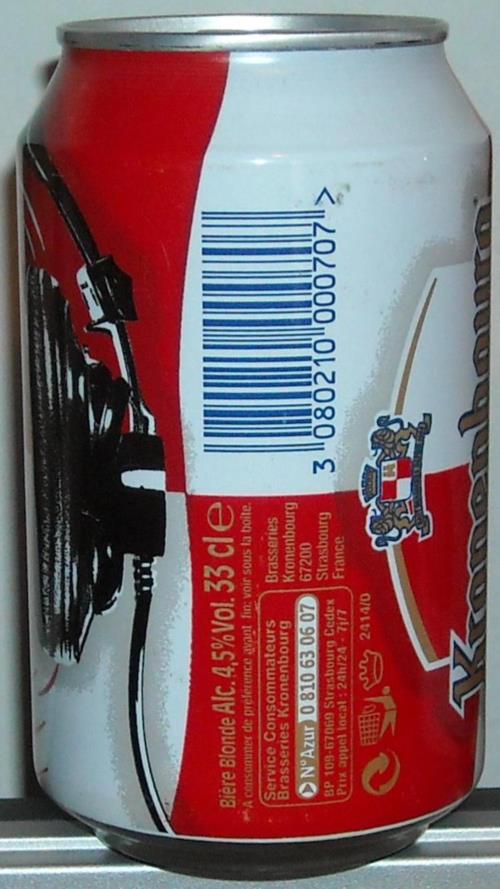 3 080210 000707 >
Bière Blonde Alc. 4,5% Vol. 33 cl e
A consommer de préférence avant fin: voir sous la boîte.
Service Consommateurs
Brasseries Kronenbourg
N°Azur 0 810 63 06 07
BP 109-67069 Strasbourg Cedex
Prix appel local : 24h/24 - 7j/7
Brasseries
Kronenbourg
67200
Strasbourg
France
2414/D
Kronenbourg